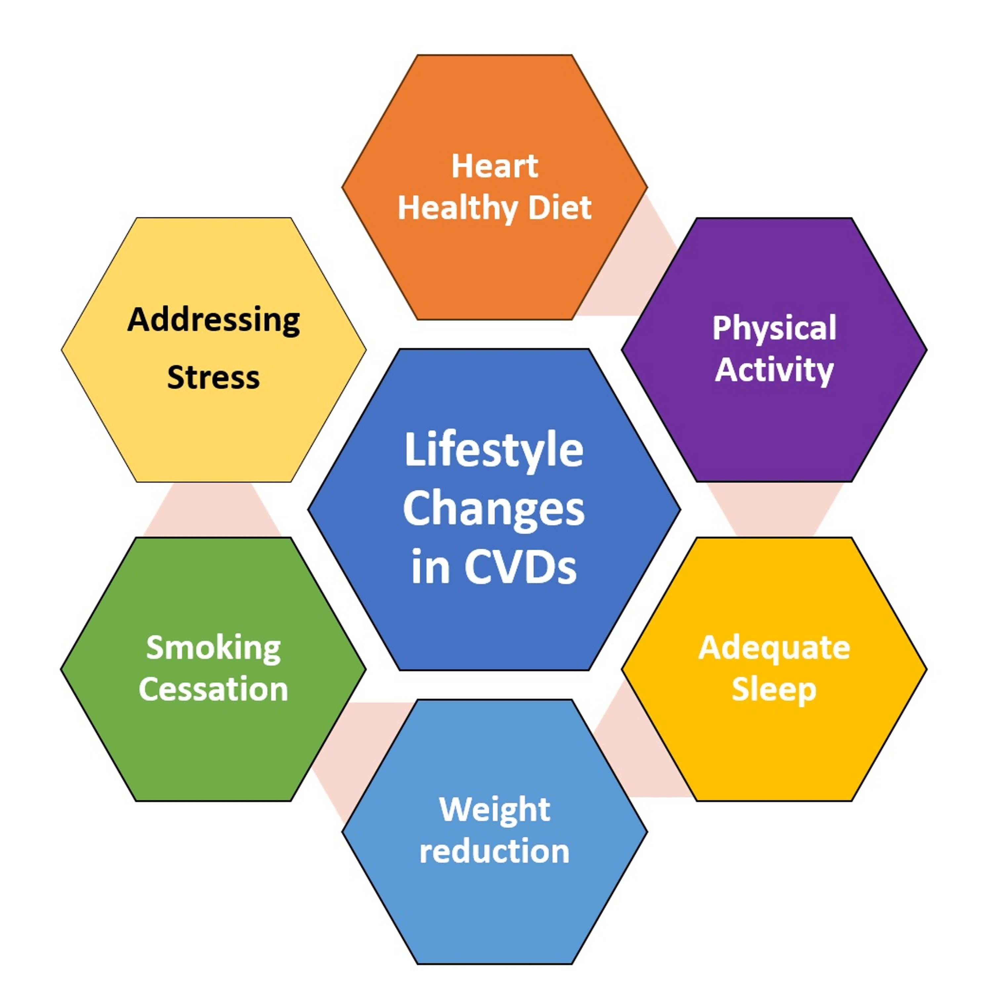 Heart
Healthy Diet
Addressing
Stress
Physical
Activity
Lifestyle
Changes
in CVDs
Smoking
Cessation
Adequate
Sleep
Weight
reduction